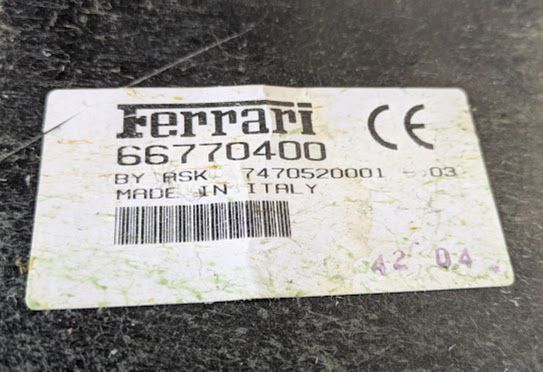 Ferrari
CE
66770400
BY ASK 7470520001 - 03
MADE IN ITALY
42 04